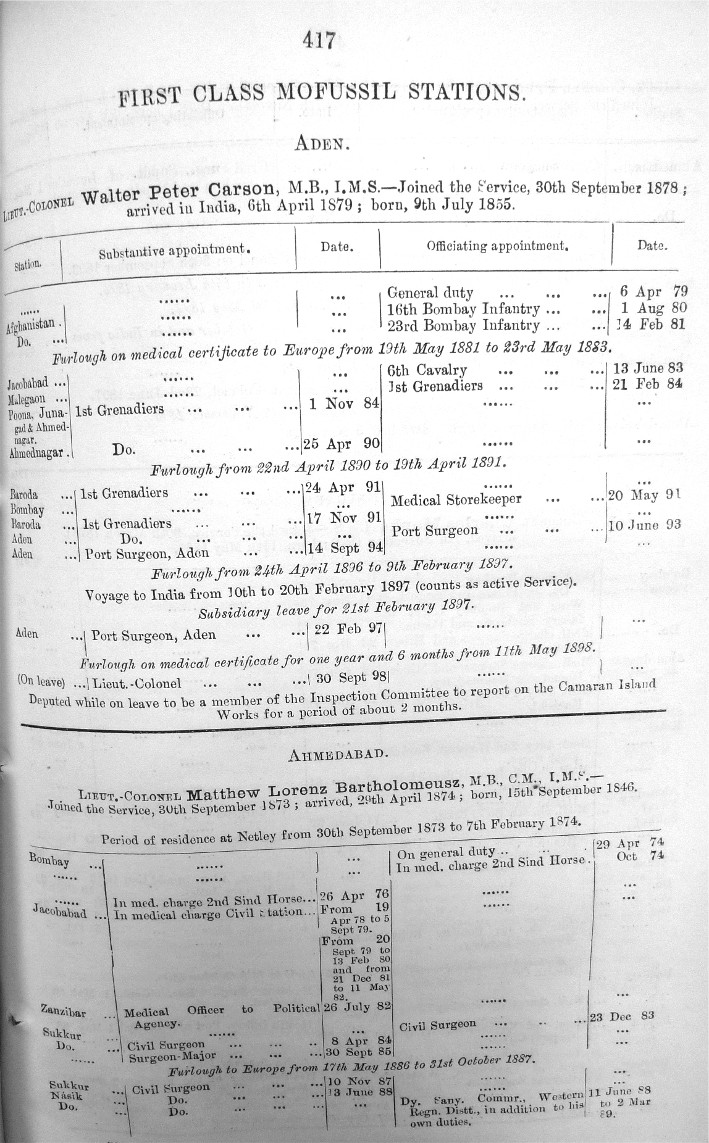 417
FIRST CLASS MOFUSSIL STATIONS.
ADEN.
LIEUT.-COLONEL Walter Peter Carson, M.B., I.M.S.—Joined the Service, 30th September 1878 ;
arrived in India, 6th April 1879 ; born, 9th July 1855.
Station. Substantive appointment. Date. Officiating appointment. Date.
...... ...... ... General duty ... ... ... 6 Apr 79
Afghanistan . ...... ... 16th Bombay Infantry ... ... 1 Aug 80
Do. ... ...... ... 23rd Bombay Infantry ... ... 14 Feb 81
Furlough on medical certificate to Europe from 19th May 1881 to 23rd May 1883.
Jacobabad ... ...... ... 6th Cavalry ... ... ... 13 June 83
Malegaon ... ...... ... 1st Grenadiers ... ... ... 21 Feb 84
Poona, Juna- 1st Grenadiers ... ... ... 1 Nov 84 ...... ...
gad & Ahmed-
nagar.
Ahmednagar . Do. ... ... ... 25 Apr 90 ...... ...
Furlough from 22nd April 1890 to 19th April 1891.
Baroda ... 1st Grenadiers ... ... ... 24 Apr 91 ...... ...
Bombay ... ...... ... Medical Storekeeper ... ... 20 May 91
Baroda ... 1st Grenadiers ... ... ... 17 Nov 91 ...... ...
Aden ... Do. ... ... ... ... Port Surgeon ... ... ... 10 June 93
Aden ... Port Surgeon, Aden ... ... 14 Sept 94 ...... ...
Furlough from 24th April 1896 to 9th February 1897.
Voyage to India from 10th to 20th February 1897 (counts as active Service).
Subsidiary leave for 21st February 1897.
Aden ... Port Surgeon, Aden ... ... 22 Feb 97 ...... ...
Furlough on medical certificate for one year and 6 months from 11th May 1898.
(On leave) ... Lieut.-Colonel ... ... ... 30 Sept 98 ...... ...
Deputed while on leave to be a member of the Inspection Committee to report on the Camaran Island
Works for a period of about 2 months.
AHMEDABAD.
LIEUT.-COLONEL Matthew Lorenz Bartholomeusz, M.B., C.M., I.M.S.—
Joined the Service, 30th September 1873 ; arrived, 29th April 1874 ; born, 15th September 1846.
Period of residence at Netley from 30th September 1873 to 7th February 1874.
Bombay ... ...... ... On general duty .. ... ... 29 Apr 74
...... ...... ... In med. charge 2nd Sind Horse. Oct 74
...... In med. charge 2nd Sind Horse... 26 Apr 76 ...... ...
Jacobabad ... In medical charge Civil Station... From 19 ...... ...
Apr 78 to 5
Sept 79.
From 20
Sept 79 to
13 Feb 80
and from
21 Dec 81
to 11 May
82.
Zanzibar ... Medical Officer to Political 26 July 82 ...... ...
Agency.
Sukkur ...... ... Civil Surgeon ... .. ... 23 Dec 83
Do. ... Civil Surgeon ... ... .. 8 Apr 84 ...... ...
...... Surgeon-Major ... ... ... 30 Sept 85 ...... ...
Furlough to Europe from 17th May 1886 to 31st October 1887.
Sukkur ... Civil Surgeon ... ... ... 10 Nov 87 ...... ...
Násik ... Do. ... ... ... 13 June 88 ...... ...
Do. ... Do. ... ... ... ... Dy. Sany. Commr., Western 11 June 88
Regn. Distt., in addition to his to 2 Mar
own duties. 89.